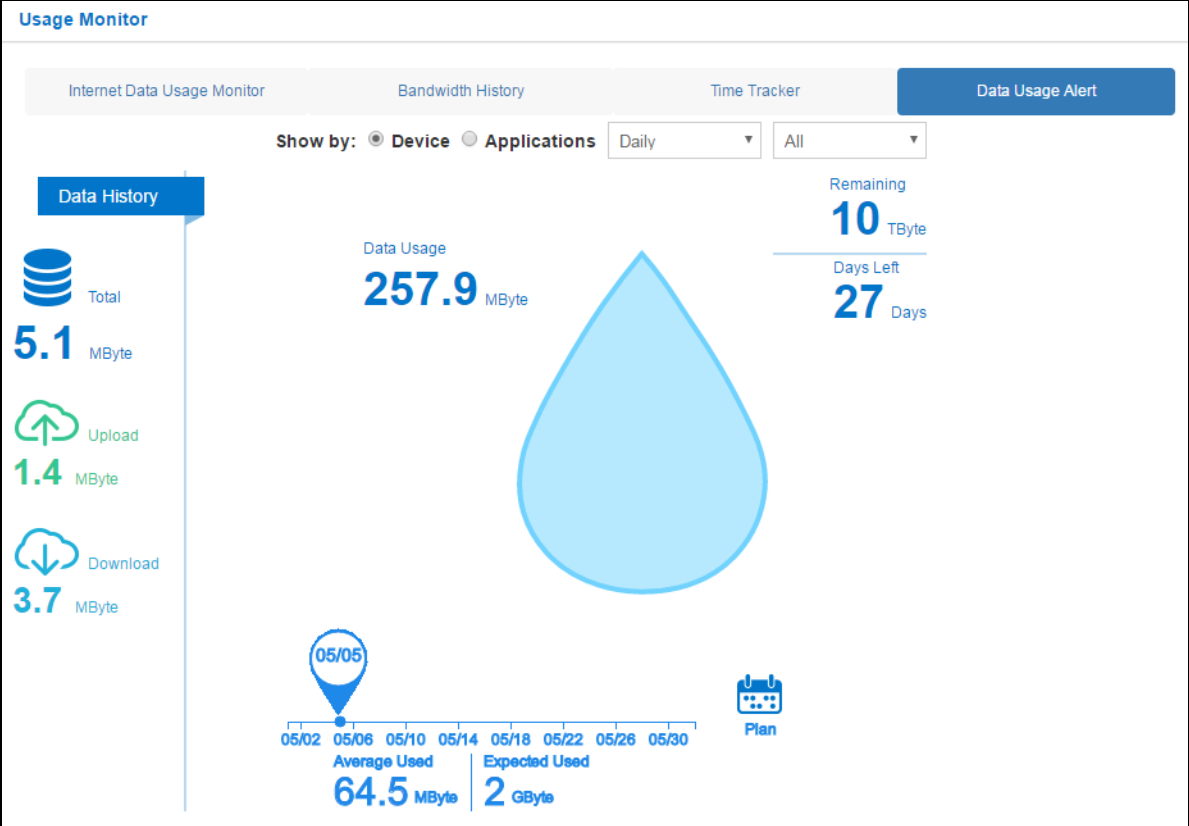 Usage Monitor
Internet Data Usage Monitor Bandwidth History Time Tracker Data Usage Alert
Show by: Device Applications Daily All
Data History
Total
5.1 MByte
Upload
1.4 MByte
Download
3.7 MByte
Data Usage
257.9 MByte
Remaining
10 TByte
Days Left
27 Days
05/05
05/02 05/06 05/10 05/14 05/18 05/22 05/26 05/30
Average Used
64.5 MByte
Expected Used
2 GByte
Plan